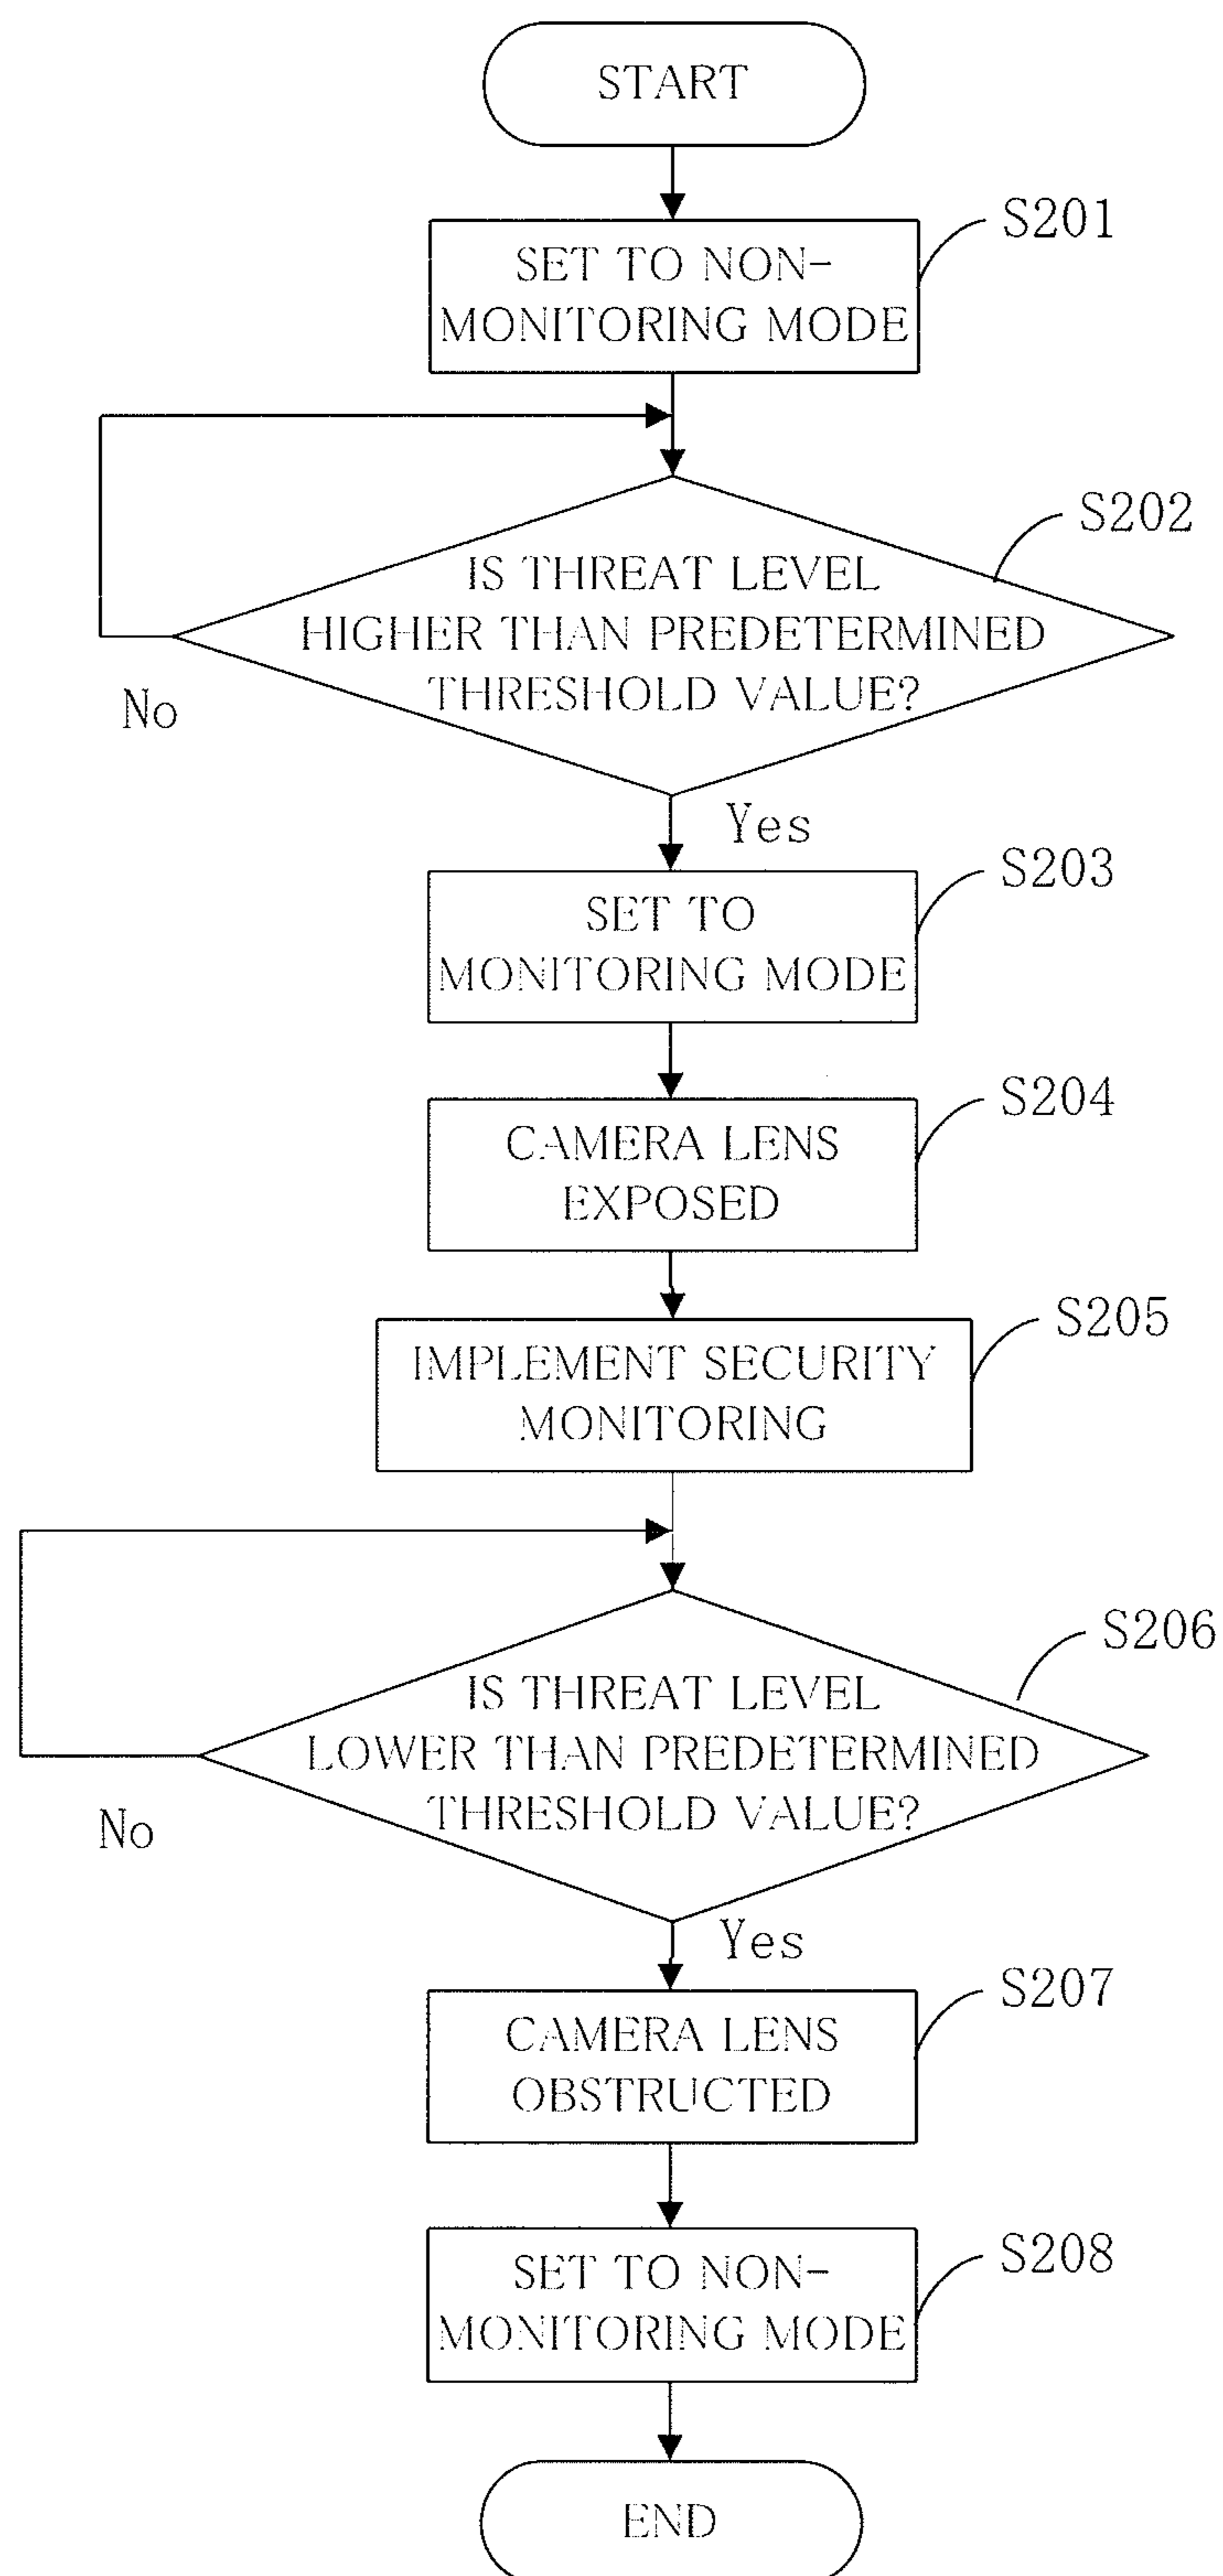 START
S201
SET TO NON-
MONITORING MODE
S202
IS THREAT LEVEL
HIGHER THAN PREDETERMINED
THRESHOLD VALUE?
No
Yes
S203
SET TO
MONITORING MODE
S204
CAMERA LENS
EXPOSED
S205
IMPLEMENT SECURITY
MONITORING
S206
IS THREAT LEVEL
LOWER THAN PREDETERMINED
THRESHOLD VALUE?
No
Yes
S207
CAMERA LENS
OBSTRUCTED
S208
SET TO NON-
MONITORING MODE
END